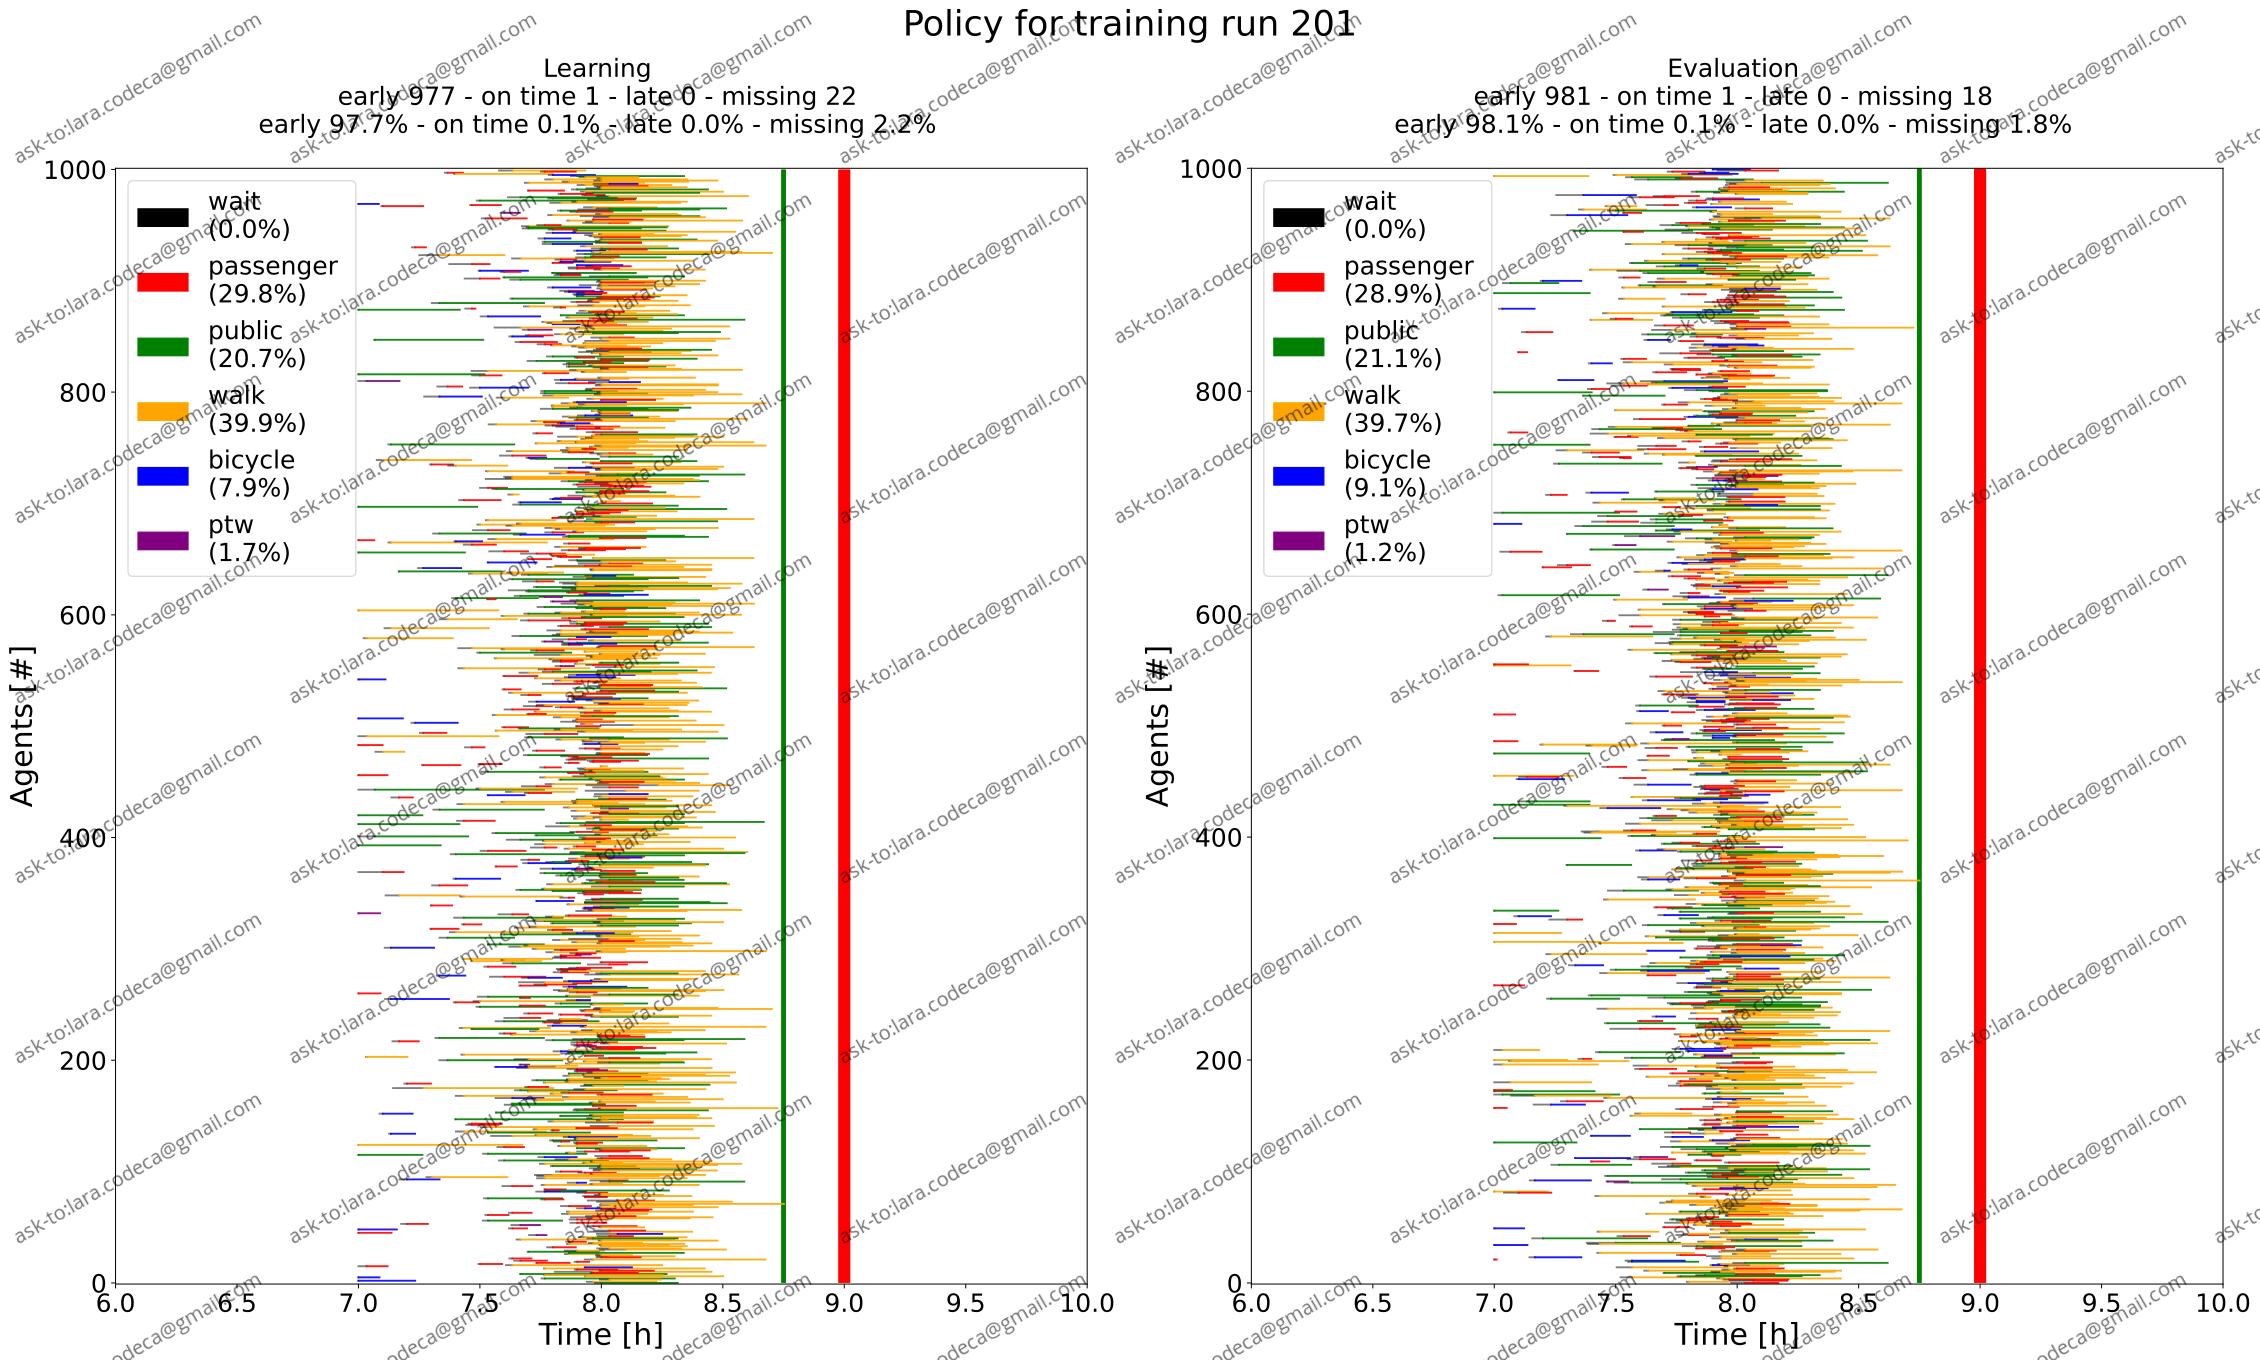 Policy for training run 201
Learning
early 977 - on time 1 - late 0 - missing 22
early 97.7% - on time 0.1% - late 0.0% - missing 2.2%
1000
800
600
400
200
0
Agents [#]
wait
(0.0%)
passenger
(29.8%)
public
(20.7%)
walk
(39.9%)
bicycle
(7.9%)
ptw
(1.7%)
6.0 6.5 7.0 7.5 8.0 8.5 9.0 9.5 10.0
Time [h]
Evaluation
early 981 - on time 1 - late 0 - missing 18
early 98.1% - on time 0.1% - late 0.0% - missing 1.8%
1000
800
600
400
200
0
Agents [#]
wait
(0.0%)
passenger
(28.9%)
public
(21.1%)
walk
(39.7%)
bicycle
(9.1%)
ptw
(1.2%)
6.0 6.5 7.0 7.5 8.0 8.5 9.0 9.5 10.0
Time [h]
ask-to:lara.codeca@gmail.com